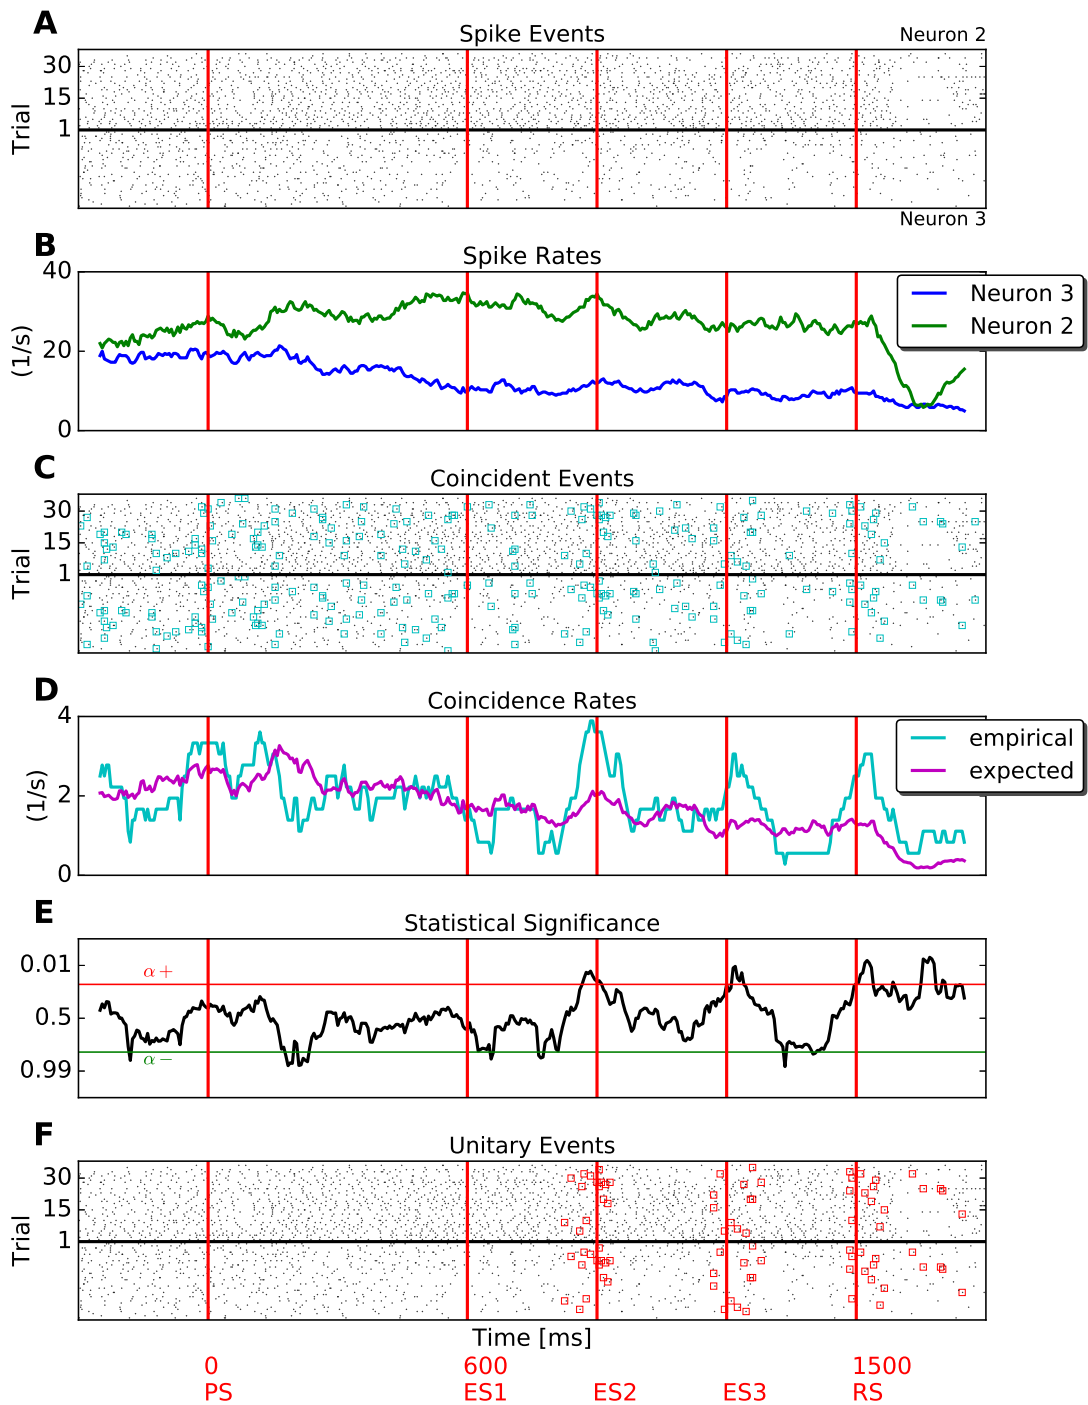 A
Spike Events
Neuron 2
30
15
1
Trial
Neuron 3
B
Spike Rates
40
20
0
(1/s)
Neuron 3
Neuron 2
C
Coincident Events
30
15
1
Trial
D
Coincidence Rates
4
2
0
(1/s)
empirical
expected
E
Statistical Significance
0.01
0.5
0.99
α+
α−
F
Unitary Events
30
15
1
Trial
Time [ms]
0 600 1500
PS ES1 ES2 ES3 RS